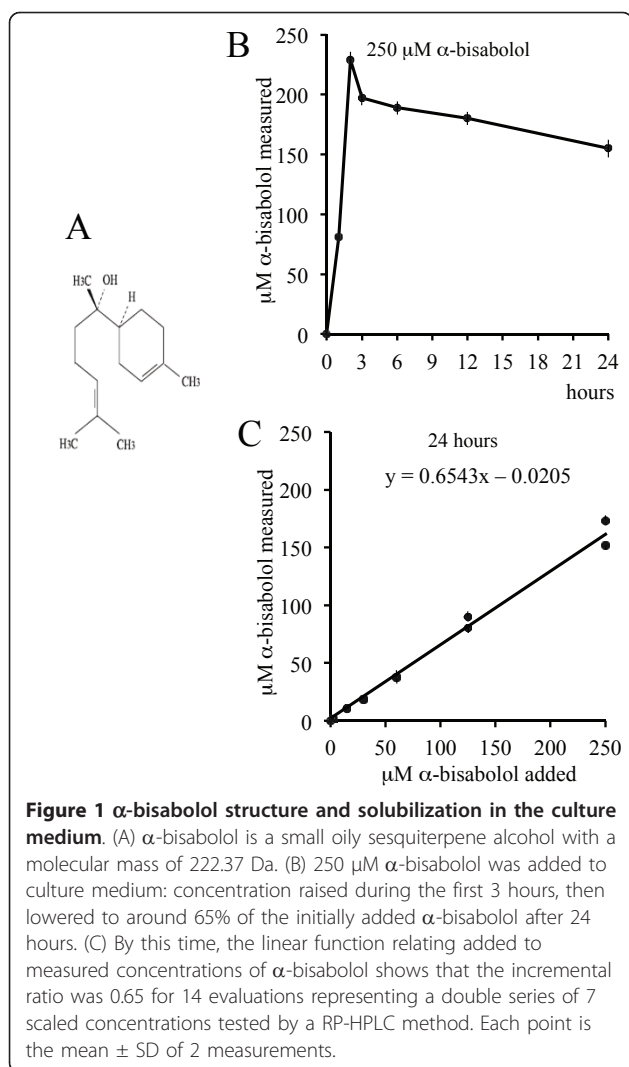 B
250 μM α-bisabolol
μM α-bisabolol measured
250
200
150
100
50
0
0 3 6 9 12 15 18 21 24
hours
A
H3C
OH
H
CH3
H3C
CH3
C
24 hours
y = 0.6543x – 0.0205
μM α-bisabolol measured
250
200
150
100
50
0
0 50 100 150 200 250
μM α-bisabolol added
Figure 1 α-bisabolol structure and solubilization in the culture
medium. (A) α-bisabolol is a small oily sesquiterpene alcohol with a
molecular mass of 222.37 Da. (B) 250 μM α-bisabolol was added to
culture medium: concentration raised during the first 3 hours, then
lowered to around 65% of the initially added α-bisabolol after 24
hours. (C) By this time, the linear function relating added to
measured concentrations of α-bisabolol shows that the incremental
ratio was 0.65 for 14 evaluations representing a double series of 7
scaled concentrations tested by a RP-HPLC method. Each point is
the mean ± SD of 2 measurements.